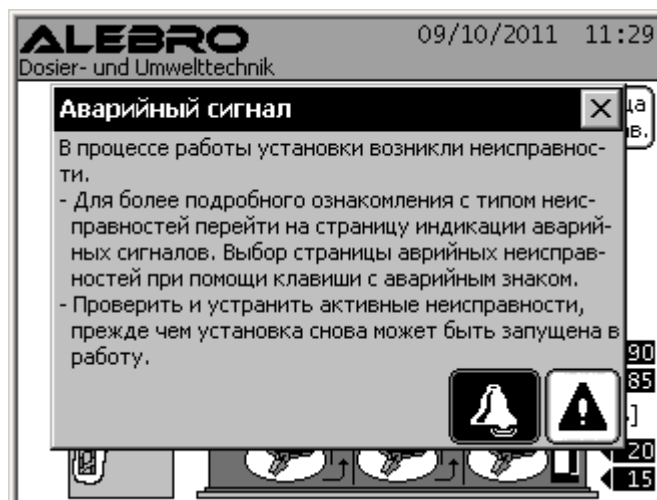 ALEBRO
09/10/2011 11:29
Dosier- und Umwelttechnik
Аварийный сигнал
В процессе работы установки возникли неисправнос-
ти.
- Для более подробного ознакомления с типом неис-
правностей перейти на страницу индикации аварий-
ных сигналов. Выбор страницы аврийных неисправ-
ностей при помощи клавиши с аварийным знаком.
- Проверить и устранить активные неисправности,
прежде чем установка снова может быть запущена в
работу.
90
85
20
15